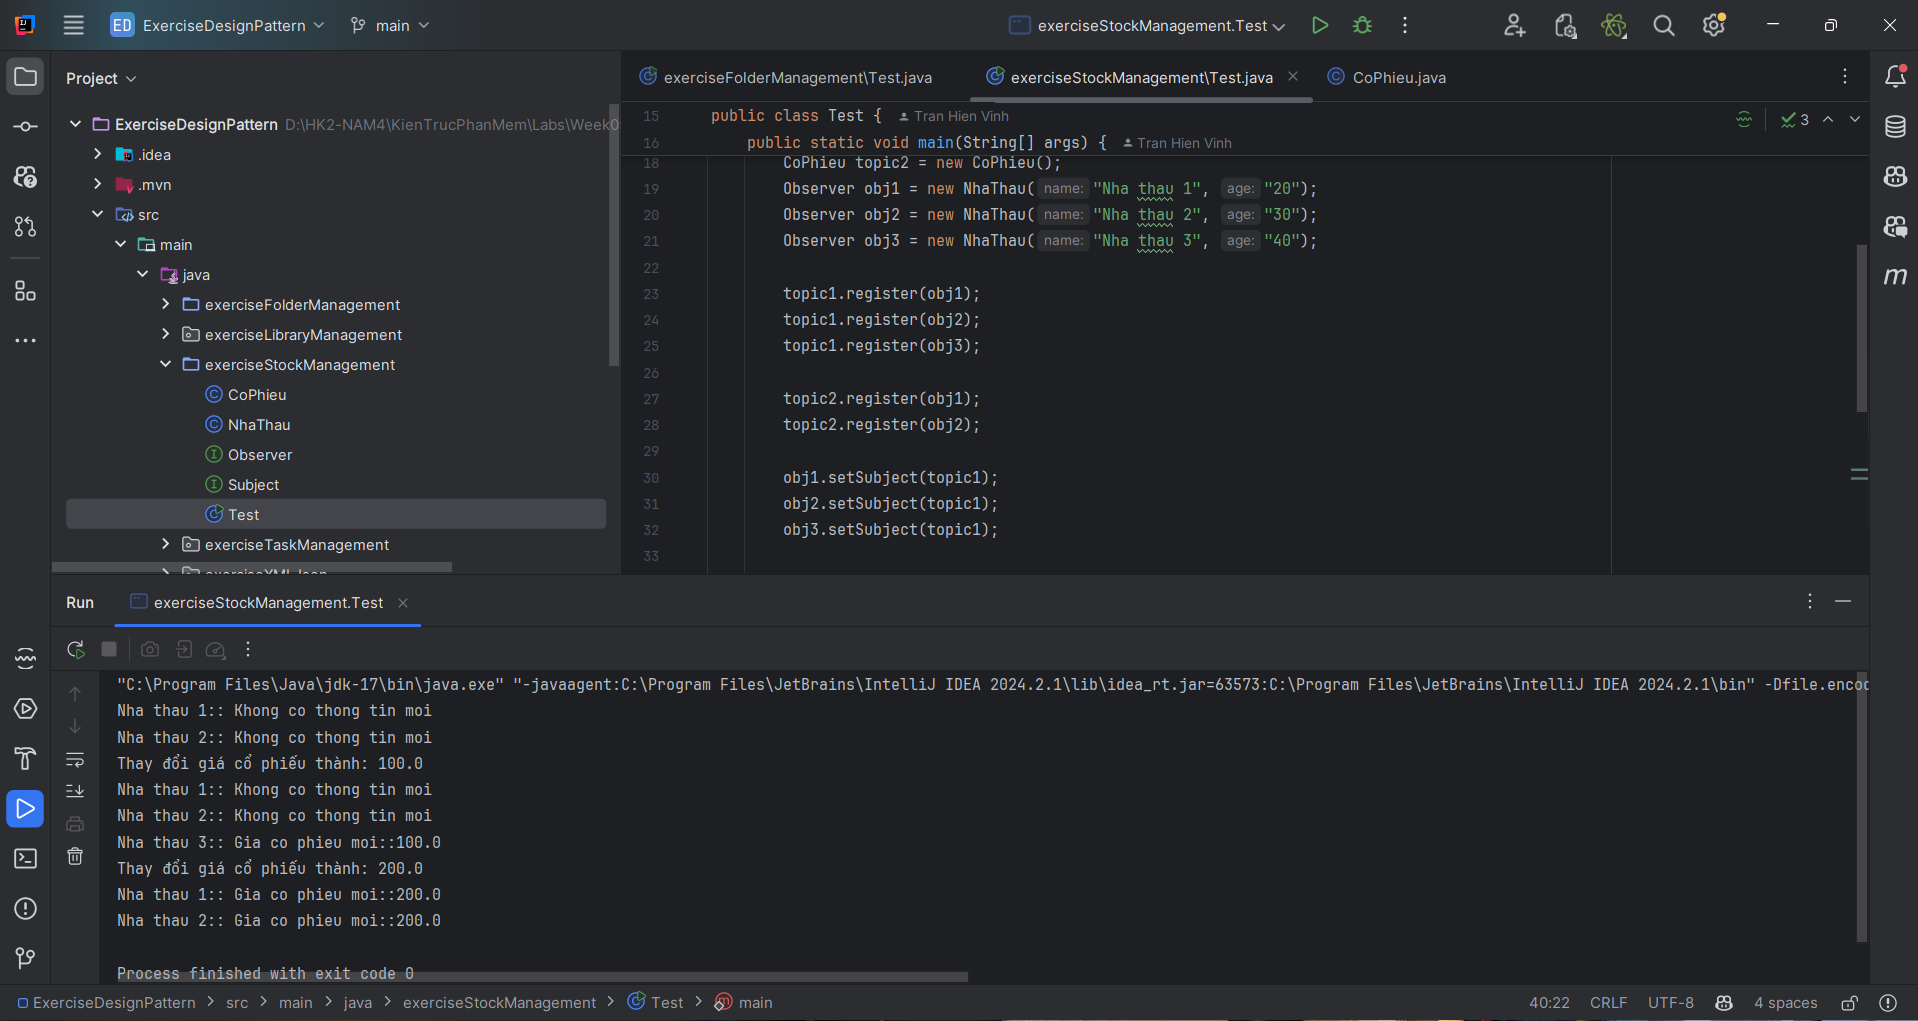 ED ExerciseDesignPattern main exerciseStockManagement.Test
Project
ExerciseDesignPattern D:\HK2-NAM4\KienTrucPhanMem\Labs\Week0
.idea
.mvn
src
main
java
exerciseFolderManagement
exerciseLibraryManagement
exerciseStockManagement
CoPhieu
NhaThau
Observer
Subject
Test
exerciseTaskManagement
exerciseFolderManagement\Test.java exerciseStockManagement\Test.java CoPhieu.java
15 public class Test { Tran Hien Vinh
16 public static void main(String[] args) { Tran Hien Vinh
3
18 CoPhieu topic2 = new CoPhieu();
19 Observer obj1 = new NhaThau( name: "Nha thau 1", age: "20");
20 Observer obj2 = new NhaThau( name: "Nha thau 2", age: "30");
21 Observer obj3 = new NhaThau( name: "Nha thau 3", age: "40");
22
23 topic1.register(obj1);
24 topic1.register(obj2);
25 topic1.register(obj3);
26
27 topic2.register(obj1);
28 topic2.register(obj2);
29
30 obj1.setSubject(topic1);
31 obj2.setSubject(topic1);
32 obj3.setSubject(topic1);
33
Run exerciseStockManagement.Test
"C:\Program Files\Java\jdk-17\bin\java.exe" "-javaagent:C:\Program Files\JetBrains\IntelliJ IDEA 2024.2.1\lib\idea_rt.jar=63573:C:\Program Files\JetBrains\IntelliJ IDEA 2024.2.1\bin" -Dfile.encod
Nha thau 1:: Khong co thong tin moi
Nha thau 2:: Khong co thong tin moi
Thay đổi giá cổ phiếu thành: 100.0
Nha thau 1:: Khong co thong tin moi
Nha thau 2:: Khong co thong tin moi
Nha thau 3:: Gia co phieu moi::100.0
Thay đổi giá cổ phiếu thành: 200.0
Nha thau 1:: Gia co phieu moi::200.0
Nha thau 2:: Gia co phieu moi::200.0
Process finished with exit code 0
ExerciseDesignPattern > src > main > java > exerciseStockManagement > Test > main 40:22 CRLF UTF-8 4 spaces